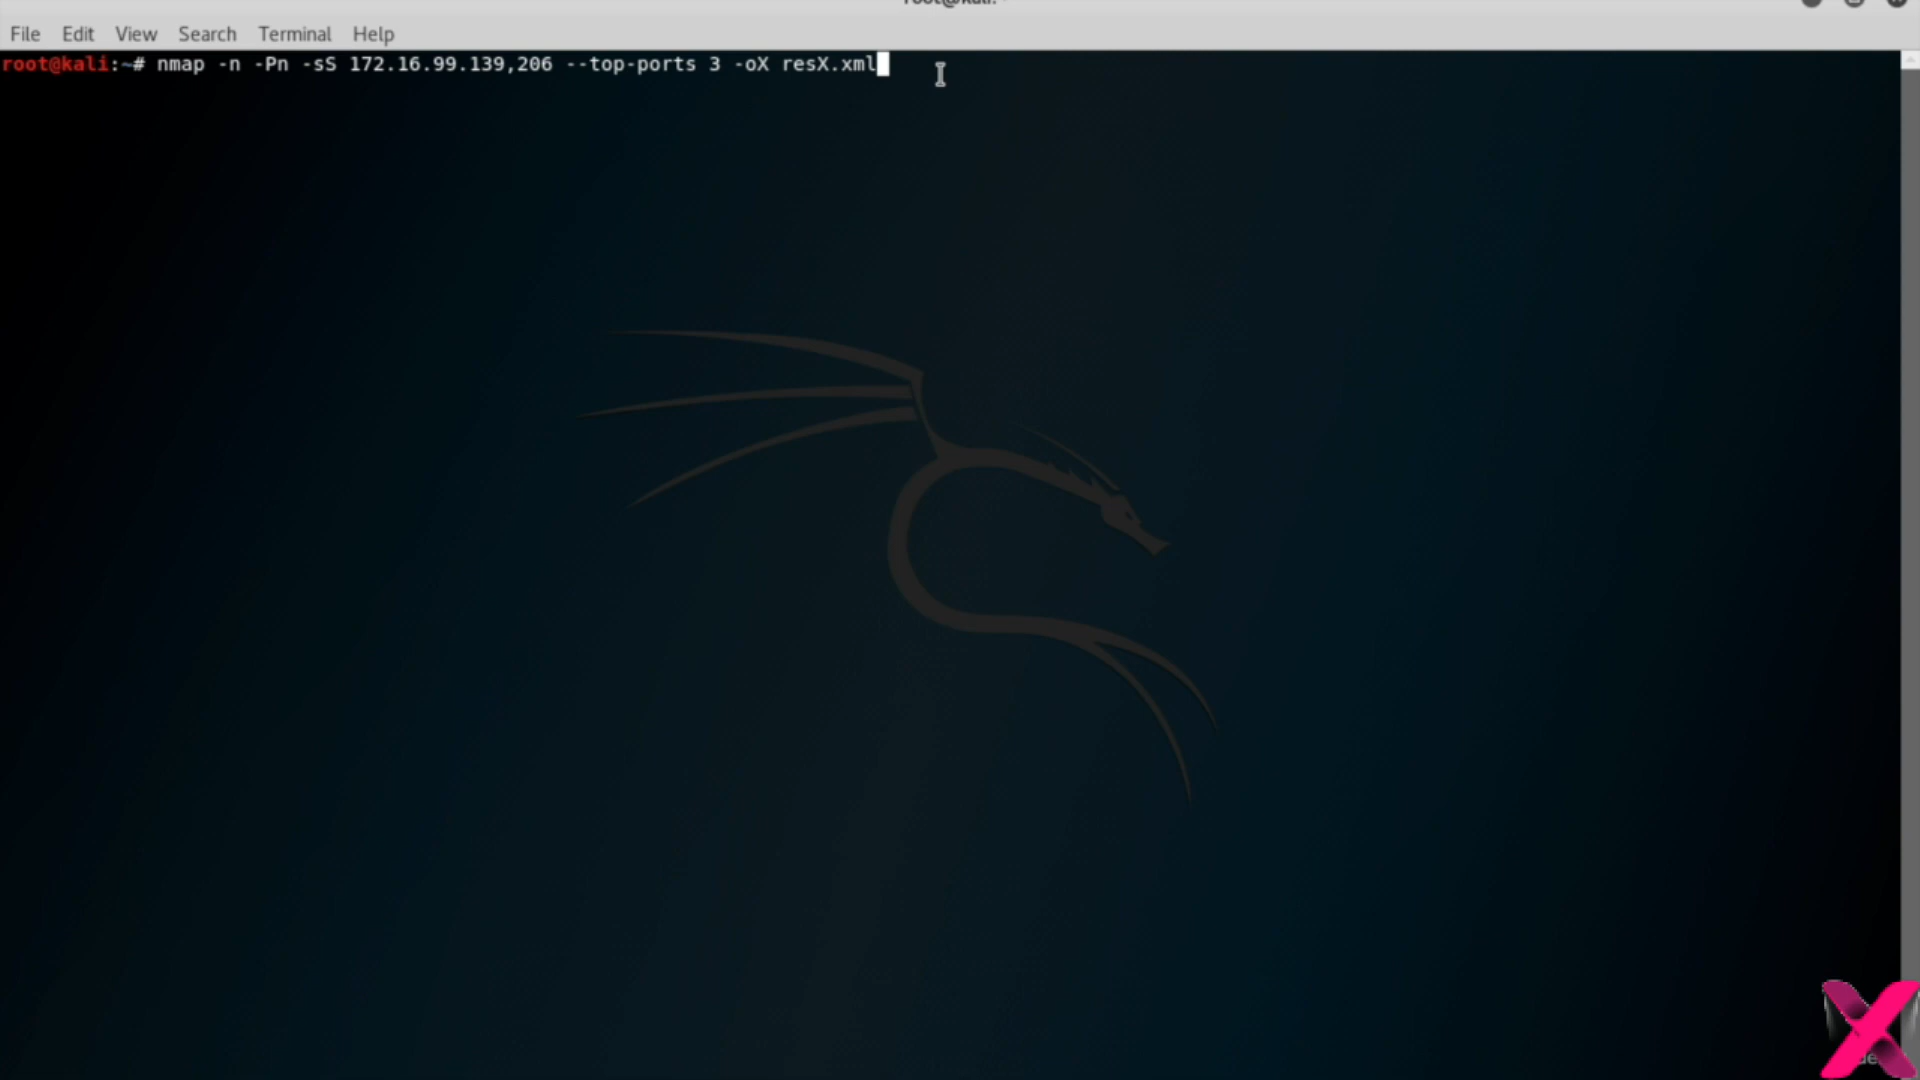 File Edit View Search Terminal Help
root@kali:~# nmap -n -Pn -sS 172.16.99.139,206 --top-ports 3 -oX resX.xml